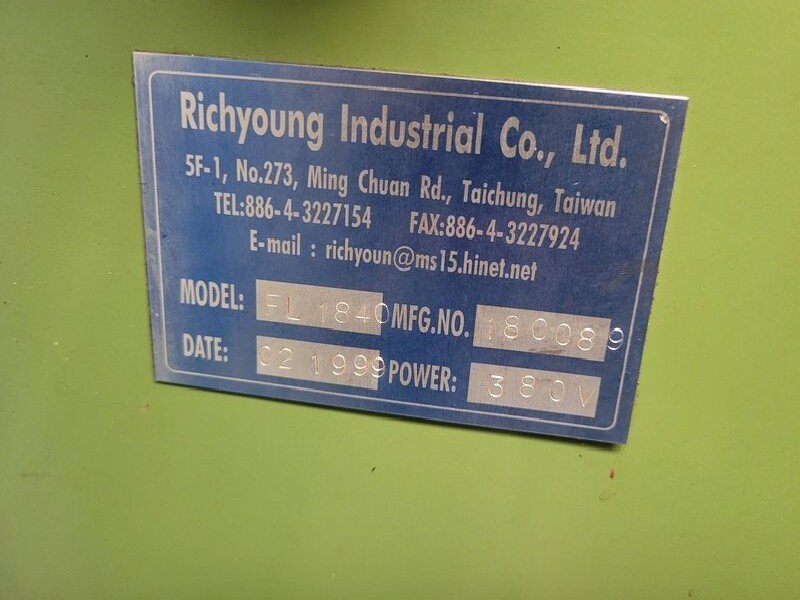 Richyoung Industrial Co., Ltd.
5F-1, No.273, Ming Chuan Rd., Taichung, Taiwan
TEL:886-4-3227154 FAX:886-4-3227924
E-mail : richyoun@ms15.hinet.net
MODEL: FL 1840 MFG.NO. 180089
DATE: 02 1999 POWER: 380V